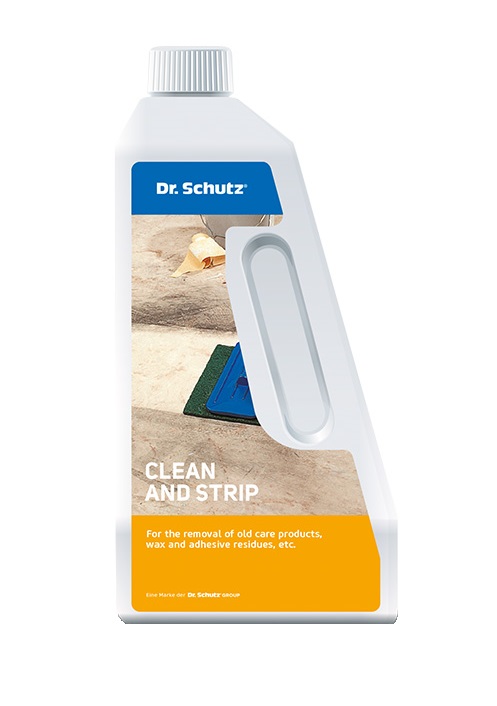 Dr. Schutz®
CLEAN
AND STRIP
For the removal of old care products,
wax and adhesive residues, etc.
Eine Marke der Dr. Schutz® GROUP